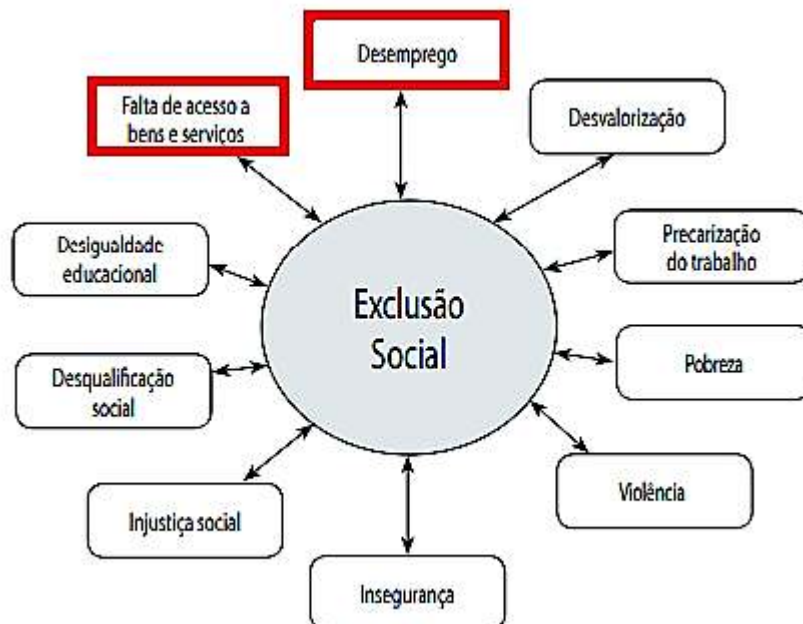 Desemprego
Falta de acesso a
bens e serviços
Desvalorização
Desigualdade
educacional
Precarização
do trabalho
Exclusão
Social
Desqualificação
social
Pobreza
Injustiça social
Violência
Insegurança